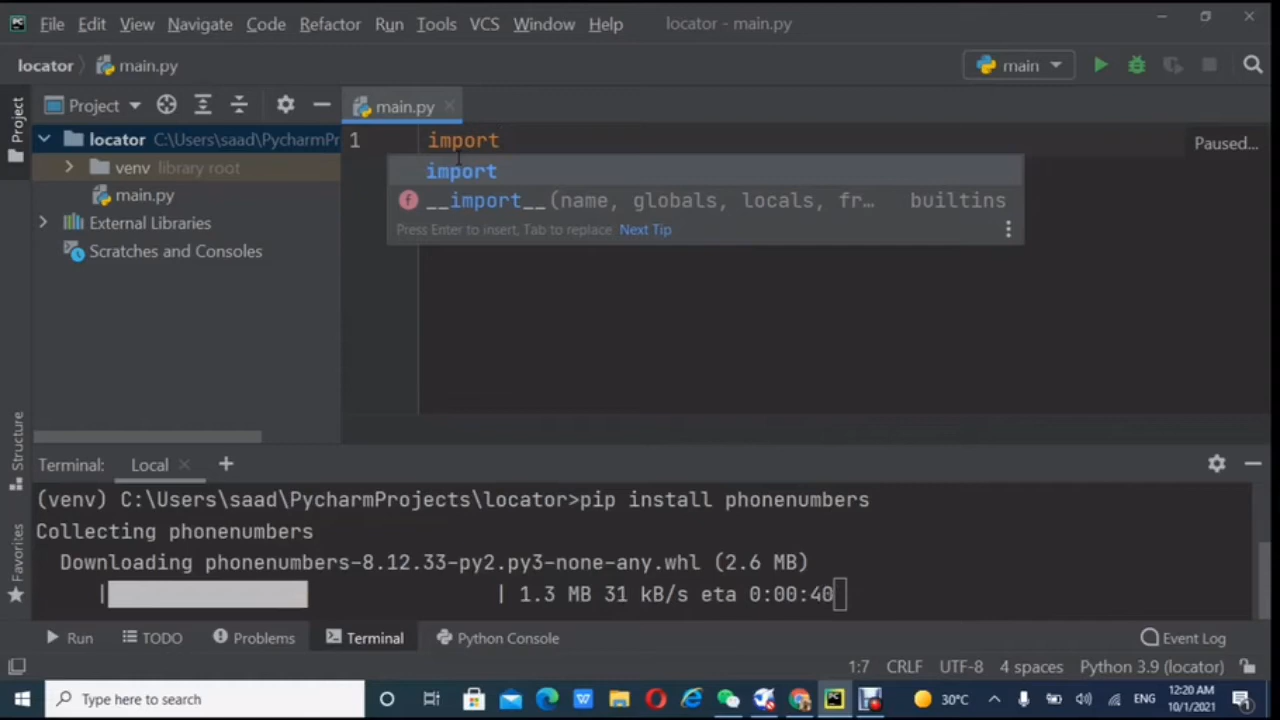 File Edit View Navigate Code Refactor Run Tools VCS Window Help locator - main.py
locator main.py main
Project main.py
Project
locator C:\Users\saad\PycharmPr
venv library root
main.py
External Libraries
Scratches and Consoles
1 import
Paused...
import
f __import__(name, globals, locals, fr... builtins
Press Enter to insert, Tab to replace Next Tip
Structure
Favorites
Terminal: Local
(venv) C:\Users\saad\PycharmProjects\locator>pip install phonenumbers
Collecting phonenumbers
Downloading phonenumbers-8.12.33-py2.py3-none-any.whl (2.6 MB)
| | 1.3 MB 31 kB/s eta 0:00:40
Run TODO Problems Terminal Python Console Event Log
1:7 CRLF UTF-8 4 spaces Python 3.9 (locator)
Type here to search 30°C ENG 12:20 AM
10/1/2021